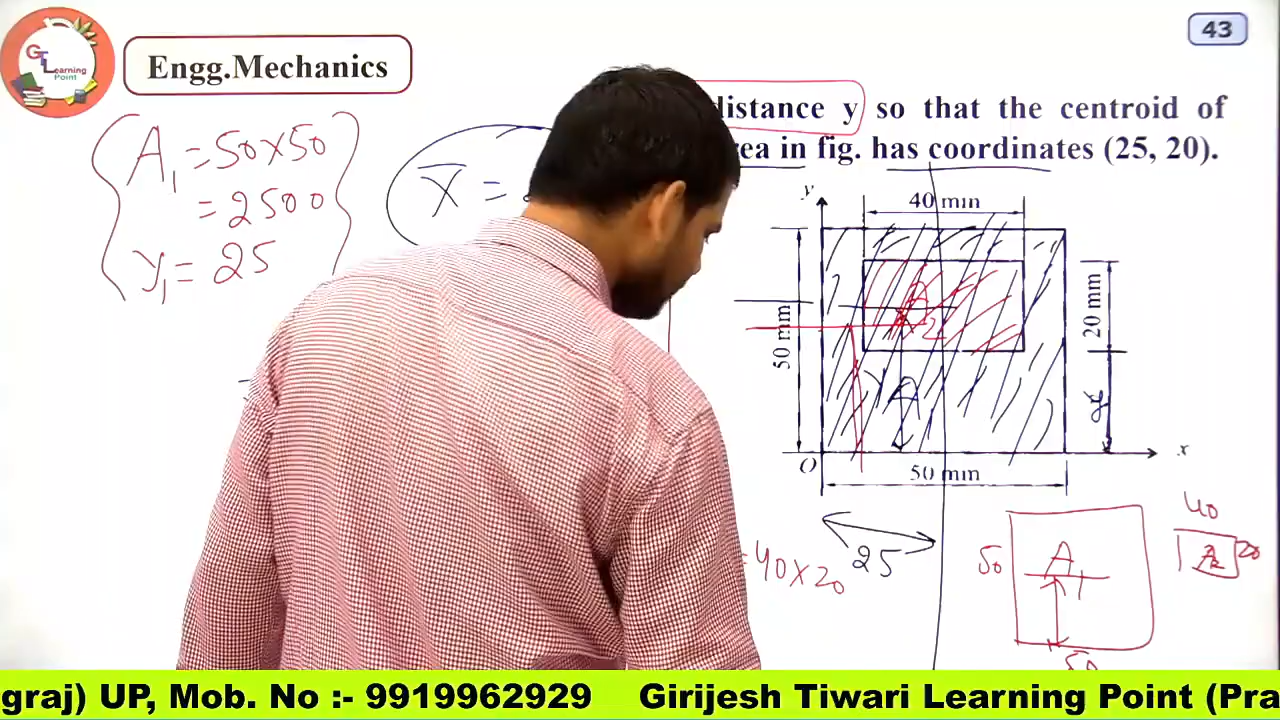 43
GT Learning Point
Engg.Mechanics
distance y so that the centroid of
area in fig. has coordinates (25, 20).
A₁ = 50×50
= 2500
y₁ = 25
X̄ =
y
40 mm
50 mm
20 mm
A₂
y
O
x
50 mm
= 40×20
25
50
A₁
50
40
A₂
20
graj) UP, Mob. No :- 9919962929 Girijesh Tiwari Learning Point (Pra